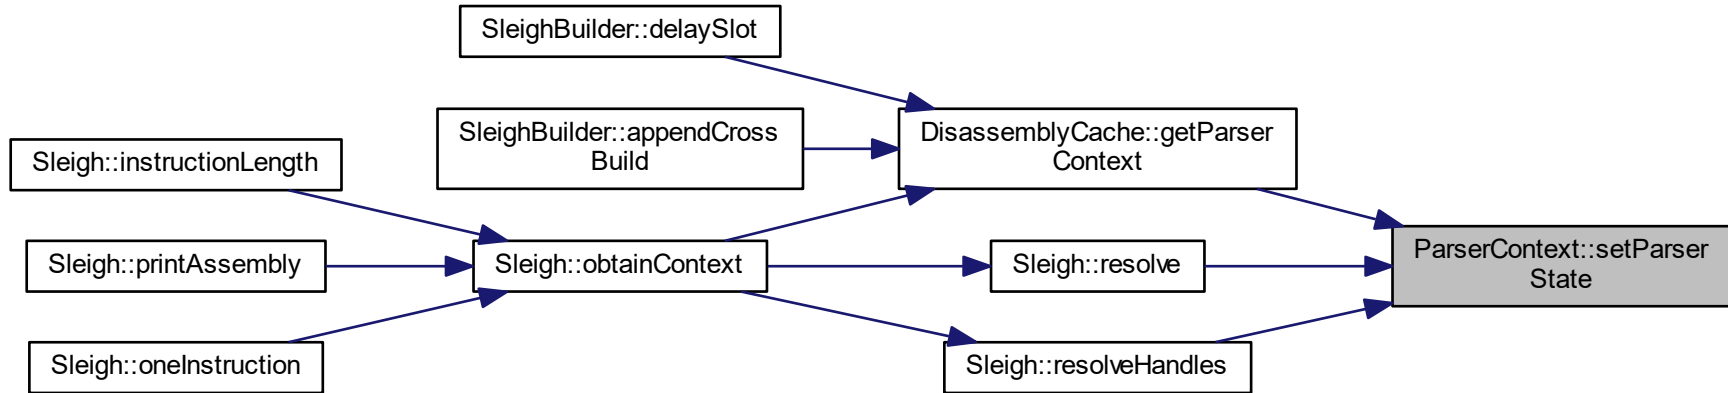 SleighBuilder::delaySlot
SleighBuilder::appendCross
Build
DisassemblyCache::getParser
Context
Sleigh::instructionLength
Sleigh::printAssembly
Sleigh::obtainContext
Sleigh::resolve
ParserContext::setParser
State
Sleigh::oneInstruction
Sleigh::resolveHandles